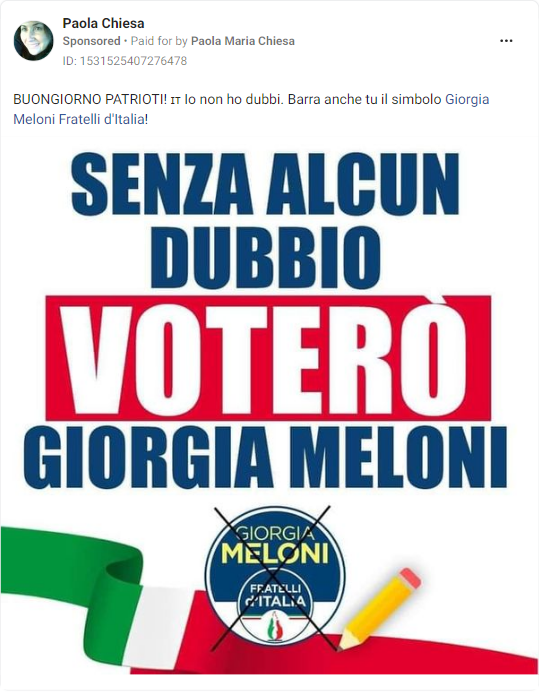 Paola Chiesa
Sponsored • Paid for by Paola Maria Chiesa
ID: 1531525407276478
BUONGIORNO PATRIOTI! ɪᴛ Io non ho dubbi. Barra anche tu il simbolo Giorgia
Meloni Fratelli d'Italia!
SENZA ALCUN
DUBBIO
VOTERÒ
GIORGIA MELONI
GIORGIA
MELONI
FRATELLI
d'ITALIA